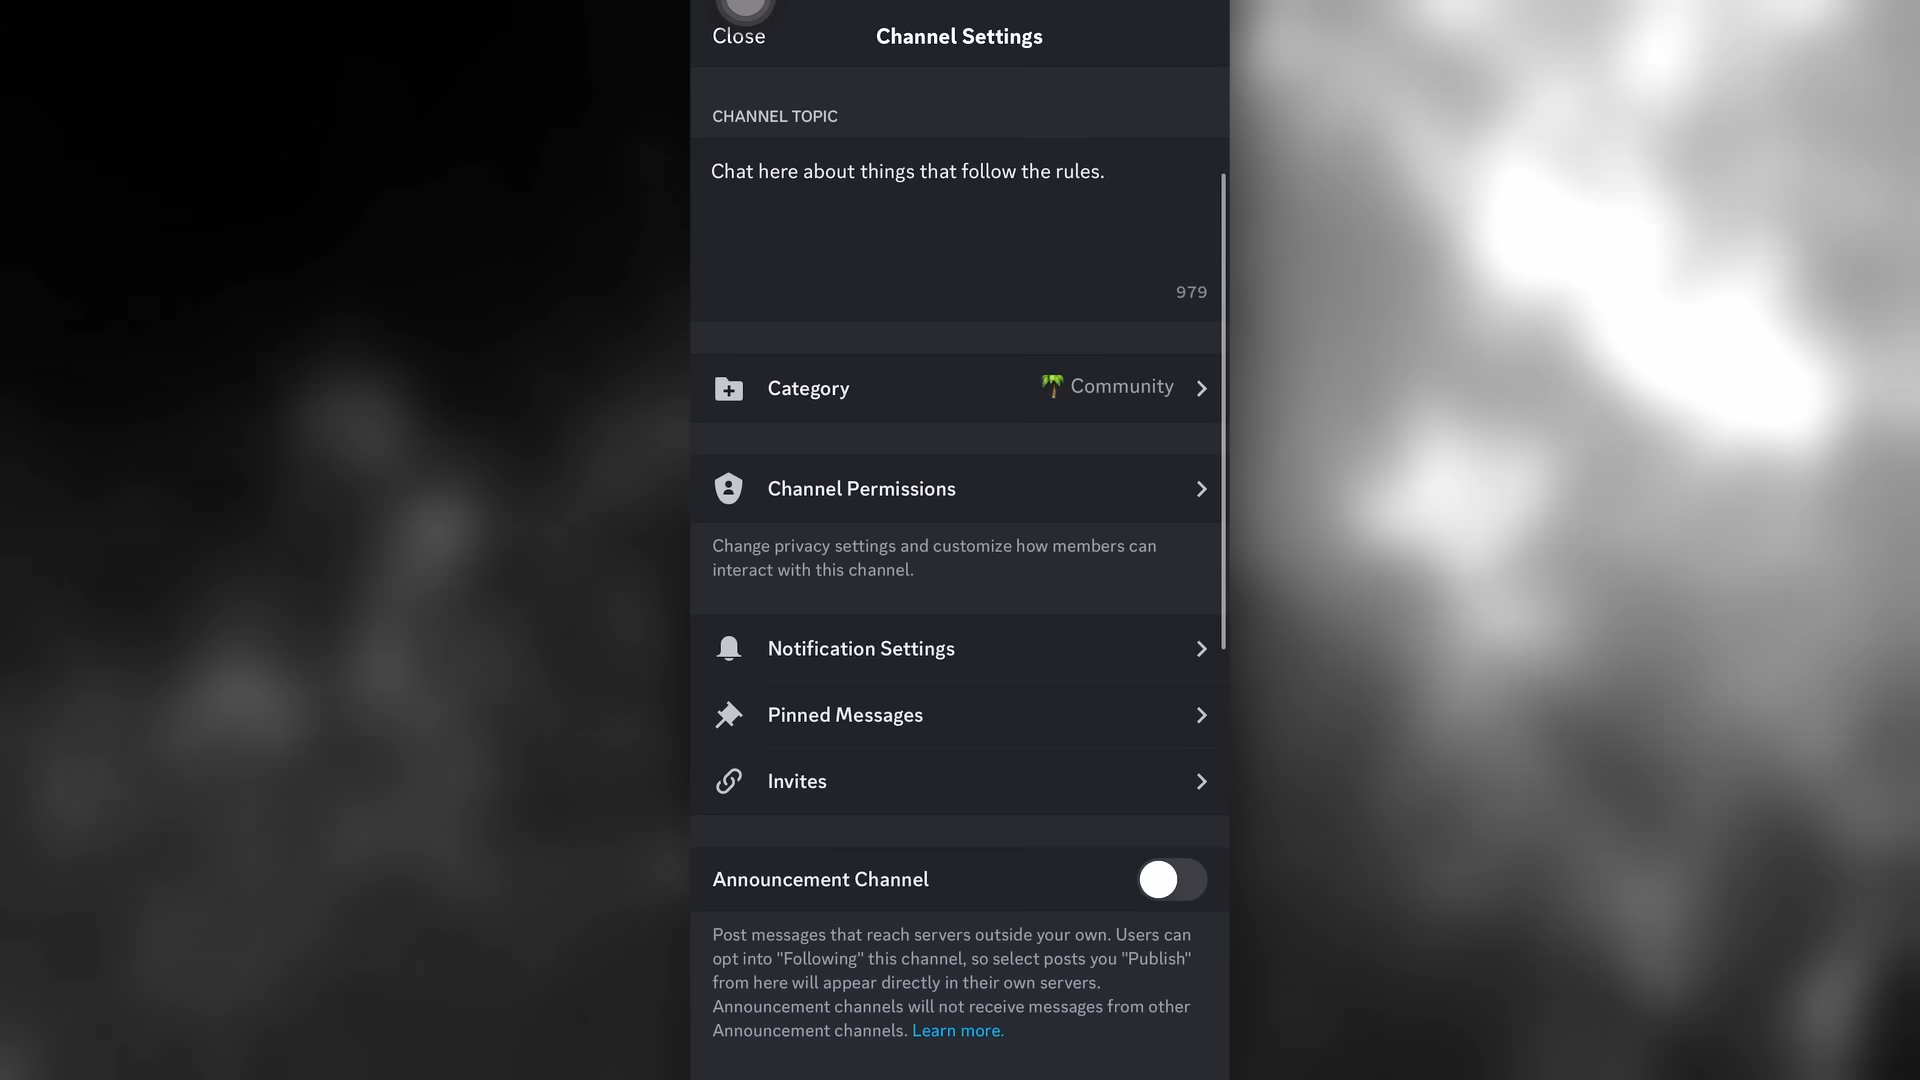 Close
Channel Settings
CHANNEL TOPIC
Chat here about things that follow the rules.
979
Category
🌴 Community
Channel Permissions
Change privacy settings and customize how members can
interact with this channel.
Notification Settings
Pinned Messages
Invites
Announcement Channel
Post messages that reach servers outside your own. Users can
opt into "Following" this channel, so select posts you "Publish"
from here will appear directly in their own servers.
Announcement channels will not receive messages from other
Announcement channels. Learn more.